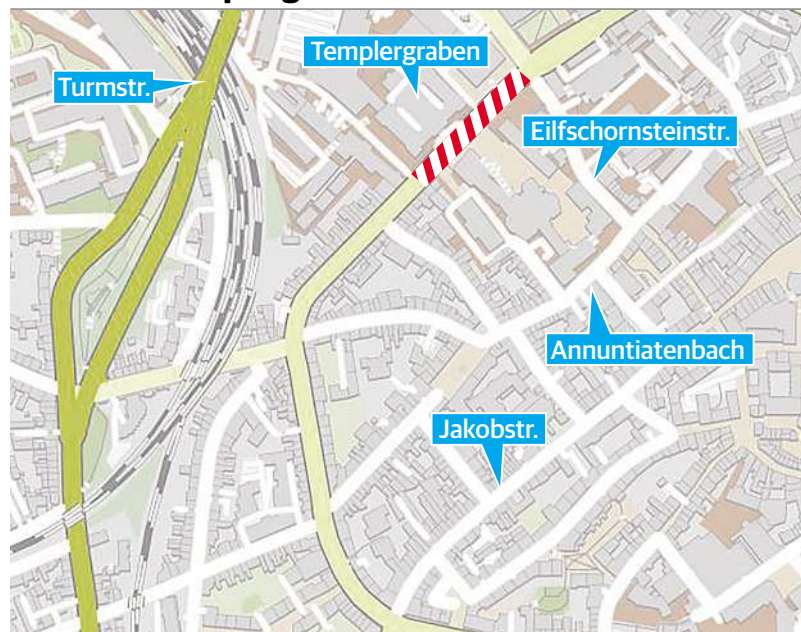 Templergraben
Turmstr.
Eilfschornsteinstr.
Annuntiatenbach
Jakobstr.